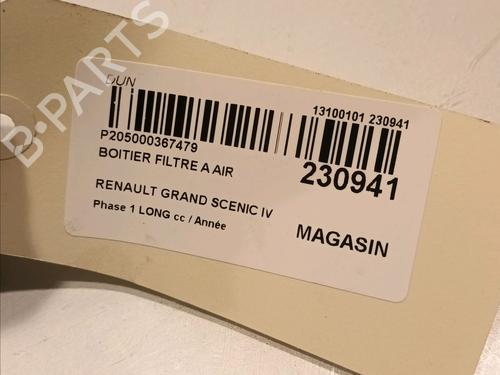 B-PARTS
DUN
13100101 230941
P205000367479
BOITIER FILTRE A AIR
230941
RENAULT GRAND SCENIC IV
Phase 1 LONG cc / Année
MAGASIN